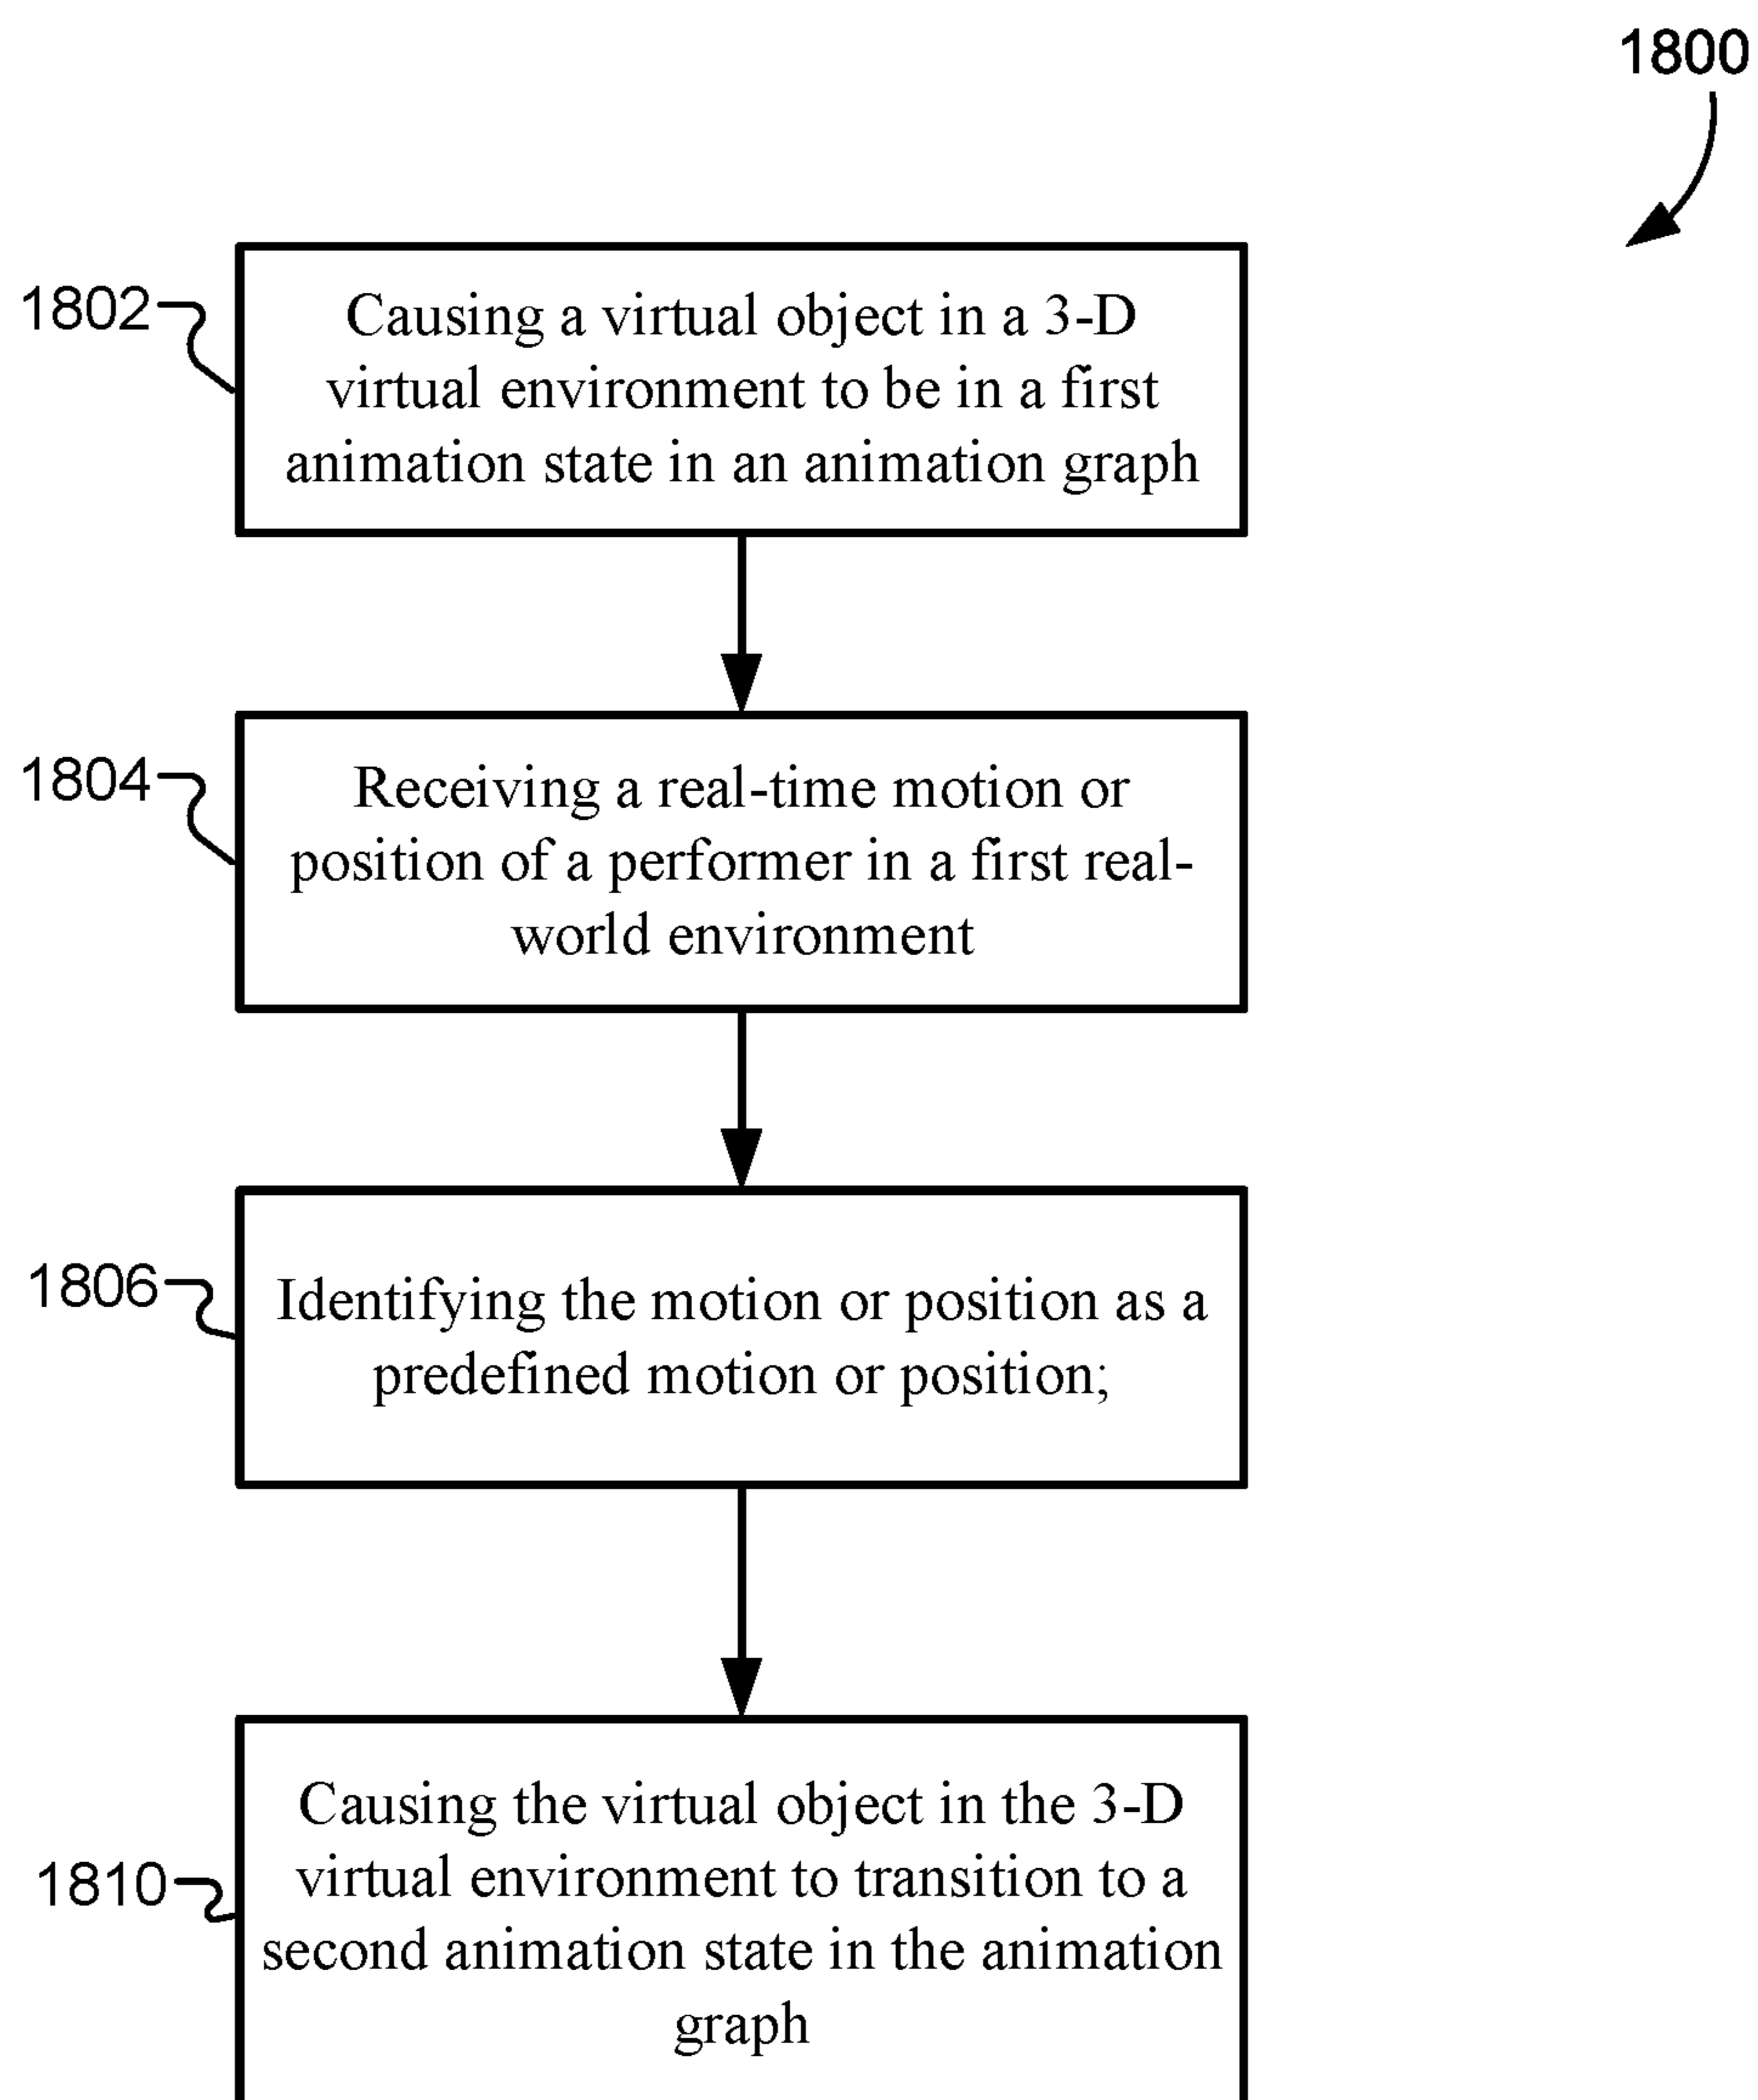 1800
1802
Causing a virtual object in a 3-D
virtual environment to be in a first
animation state in an animation graph
1804
Receiving a real-time motion or
position of a performer in a first real-
world environment
1806
Identifying the motion or position as a
predefined motion or position;
1810
Causing the virtual object in the 3-D
virtual environment to transition to a
second animation state in the animation
graph